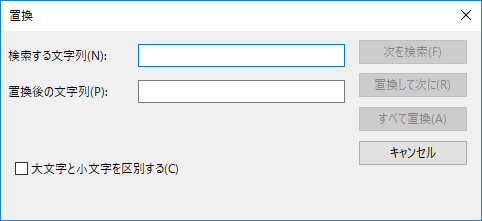 置換
検索する文字列(N):
次を検索(F)
置換後の文字列(P):
置換して次に(R)
すべて置換(A)
キャンセル
大文字と小文字を区別する(C)